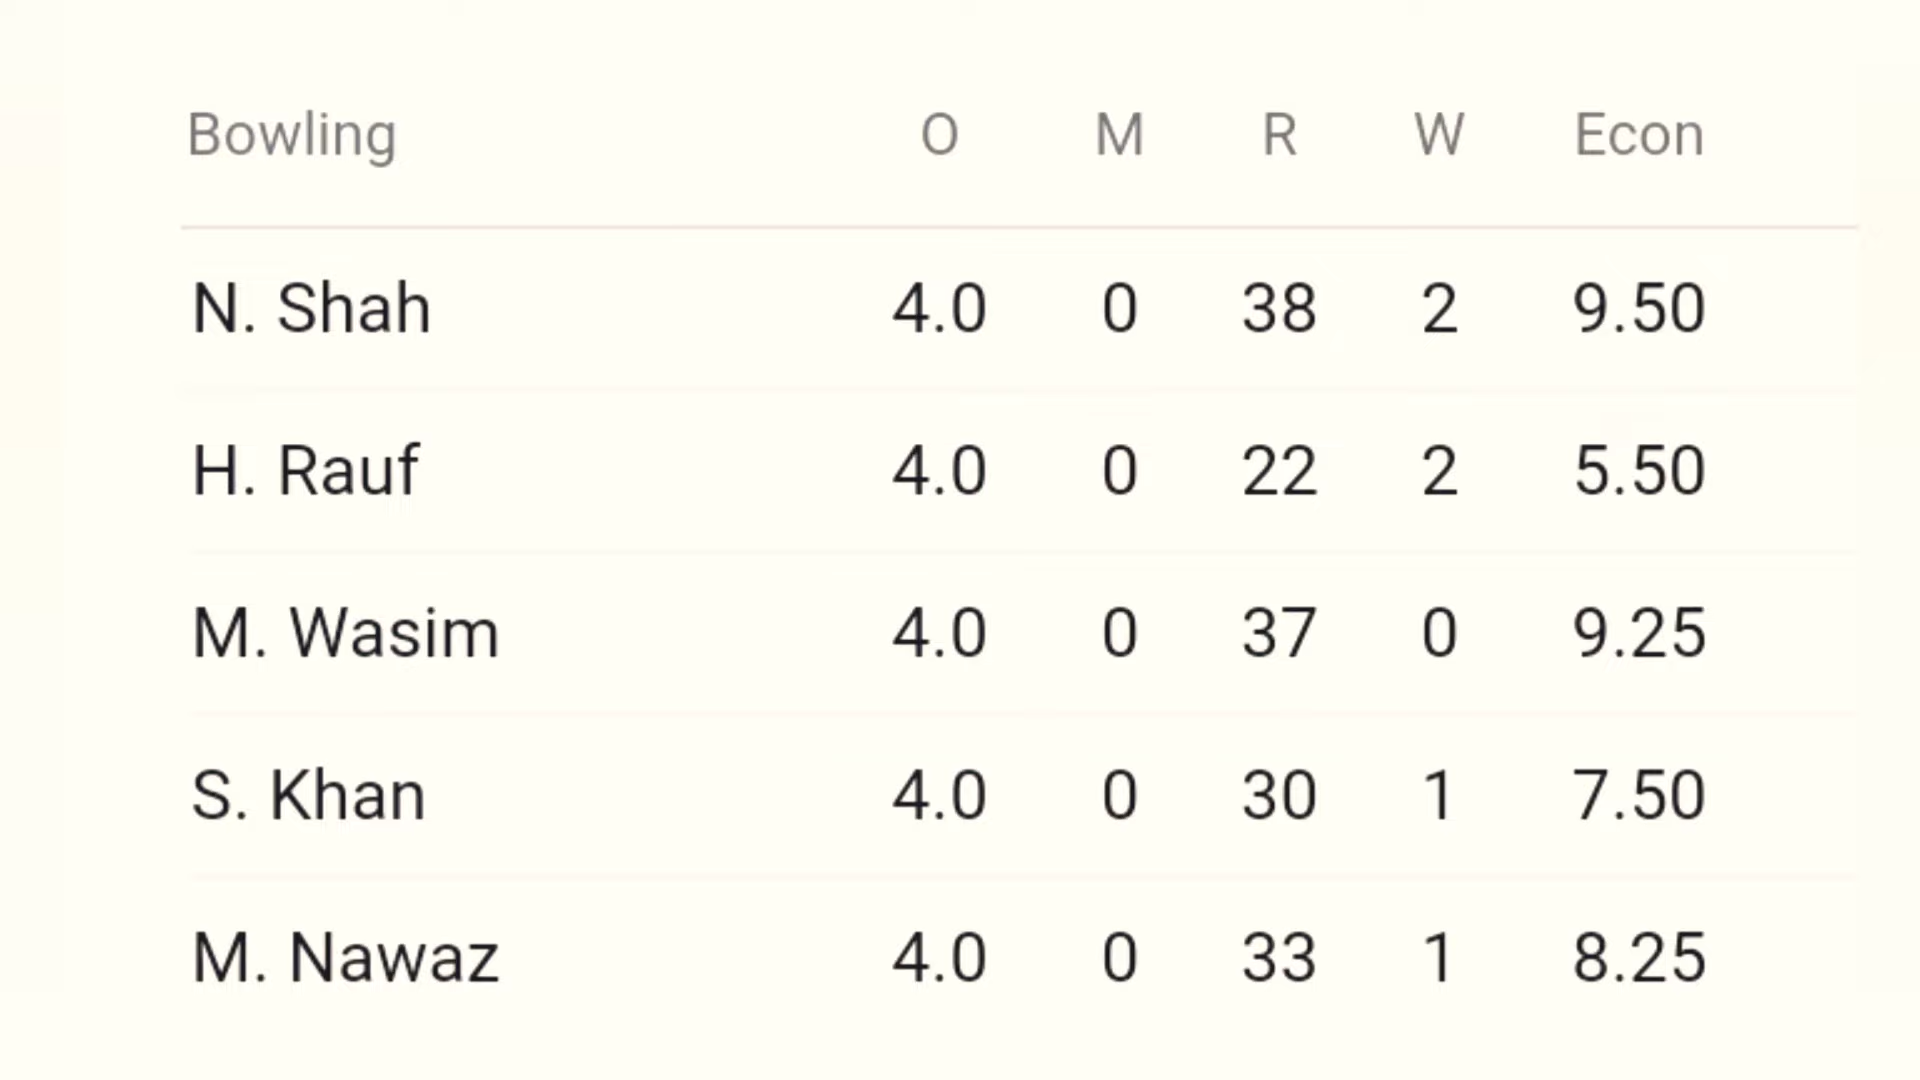 Bowling O M R W Econ
N. Shah 4.0 0 38 2 9.50
H. Rauf 4.0 0 22 2 5.50
M. Wasim 4.0 0 37 0 9.25
S. Khan 4.0 0 30 1 7.50
M. Nawaz 4.0 0 33 1 8.25